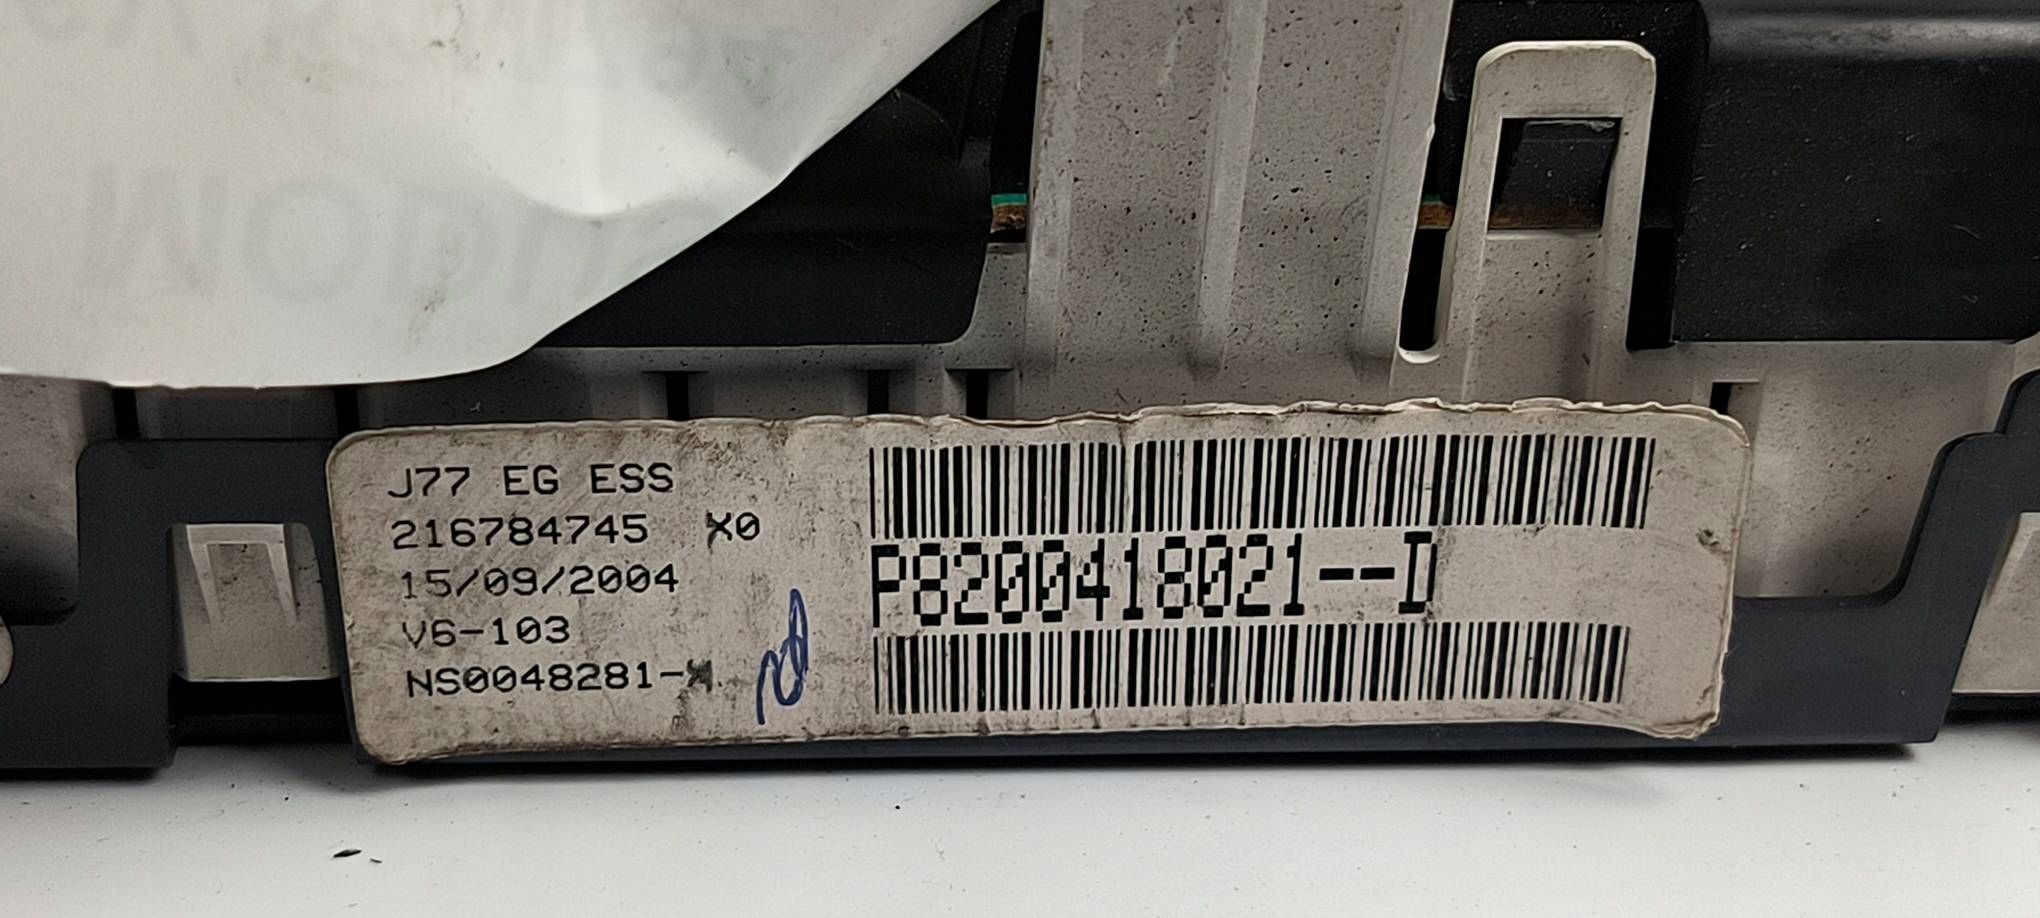 J77 EG ESS
216784745 X0
15/09/2004
V6-103
NS0048281-
P8200418021--D